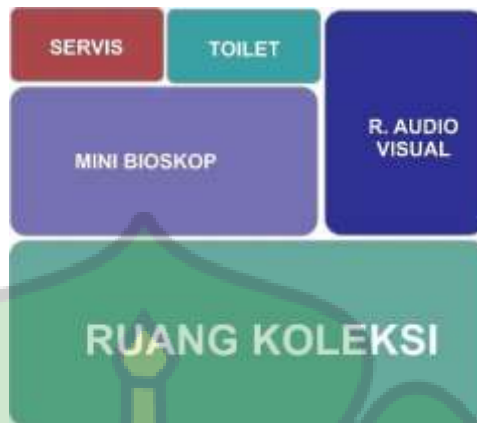 SERVIS
TOILET
R. AUDIO
VISUAL
MINI BIOSKOP
RUANG KOLEKSI